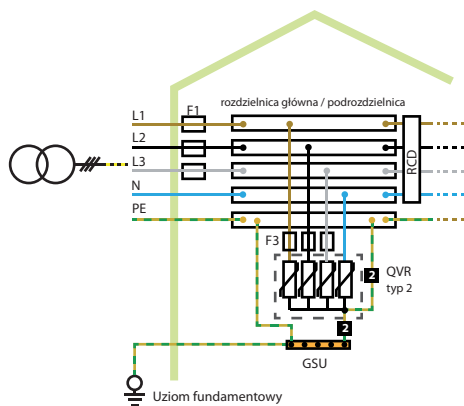 rozdzielnica główna / podrozdzielnica
L1
F1
L2
L3
N
PE
RCD
F3
2
QVR
typ 2
2
GSU
Uziom fundamentowy